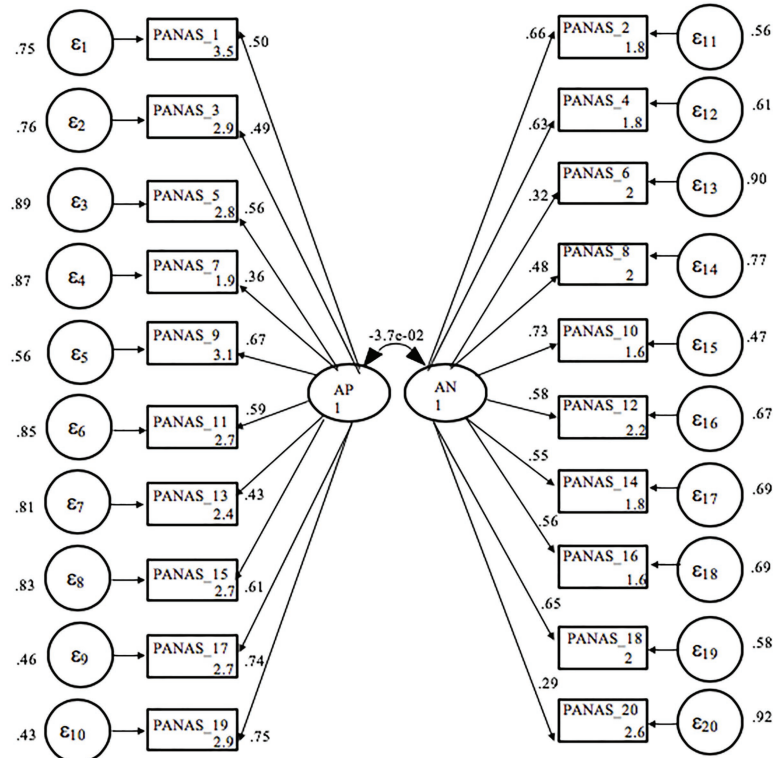 .75 ε1 PANAS_1 3.5 .50
.76 ε2 PANAS_3 2.9 .49
.89 ε3 PANAS_5 2.8 .56
.87 ε4 PANAS_7 1.9 .36
.56 ε5 PANAS_9 3.1 .67
.85 ε6 PANAS_11 2.7 .59
.81 ε7 PANAS_13 2.4 .43
.83 ε8 PANAS_15 2.7 .61
.46 ε9 PANAS_17 2.7 .74
.43 ε10 PANAS_19 2.9 .75
AP
1
-3.7e-02
AN
1
.66 PANAS_2 1.8 ε11 .56
.63 PANAS_4 1.8 ε12 .61
.32 PANAS_6 2 ε13 .90
.48 PANAS_8 2 ε14 .77
.73 PANAS_10 1.6 ε15 .47
.58 PANAS_12 2.2 ε16 .67
.55 PANAS_14 1.8 ε17 .69
.56 PANAS_16 1.6 ε18 .69
.65 PANAS_18 2 ε19 .58
.29 PANAS_20 2.6 ε20 .92